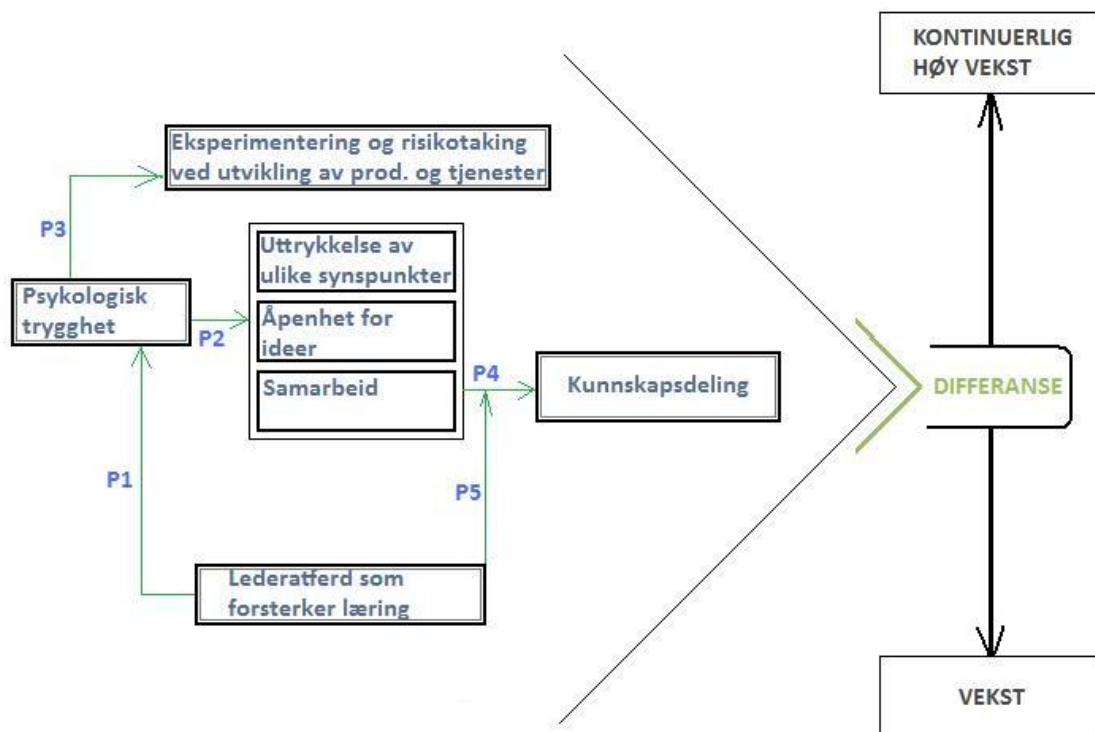 KONTINUERLIG
HØY VEKST
Eksperimentering og risikotaking
ved utvikling av prod. og tjenester
P3
Uttrykkelse av
ulike synspunkter
Psykologisk
trygghet
P2
Åpenhet for
ideer
Samarbeid
P4
Kunnskapsdeling
DIFFERANSE
P1
P5
Lederatferd som
forsterker læring
VEKST